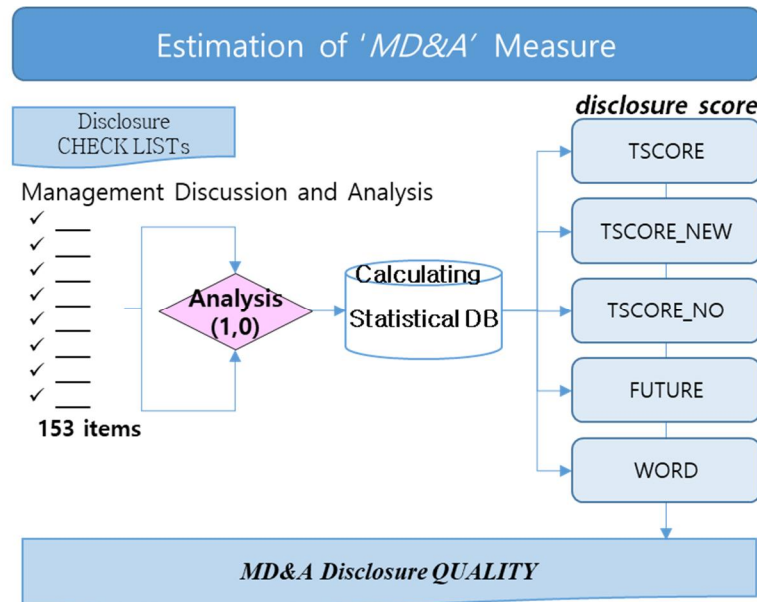 Estimation of 'MD&A' Measure
disclosure score
Disclosure
CHECK LISTs
Management Discussion and Analysis
153 items
Analysis
(1,0)
Calculating
Statistical DB
TSCORE
TSCORE_NEW
TSCORE_NO
FUTURE
WORD
MD&A Disclosure QUALITY